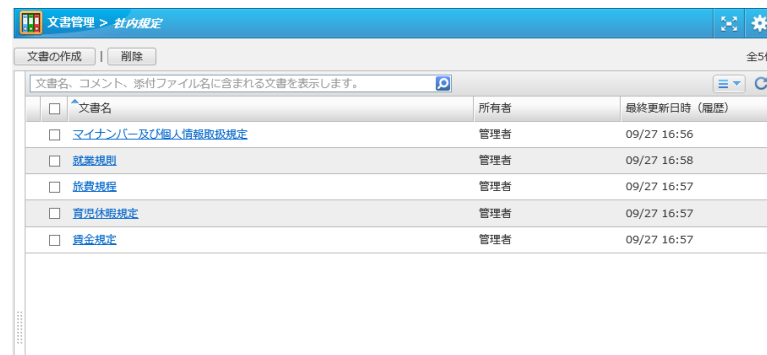 文書管理 > 社内規定
文書の作成 | 削除
全5
文書名、コメント、添付ファイル名に含まれる文書を表示します。
文書名 所有者 最終更新日時（履歴）
マイナンバー及び個人情報取扱規定 管理者 09/27 16:56
就業規則 管理者 09/27 16:58
旅費規程 管理者 09/27 16:57
育児休暇規定 管理者 09/27 16:57
賃金規定 管理者 09/27 16:57